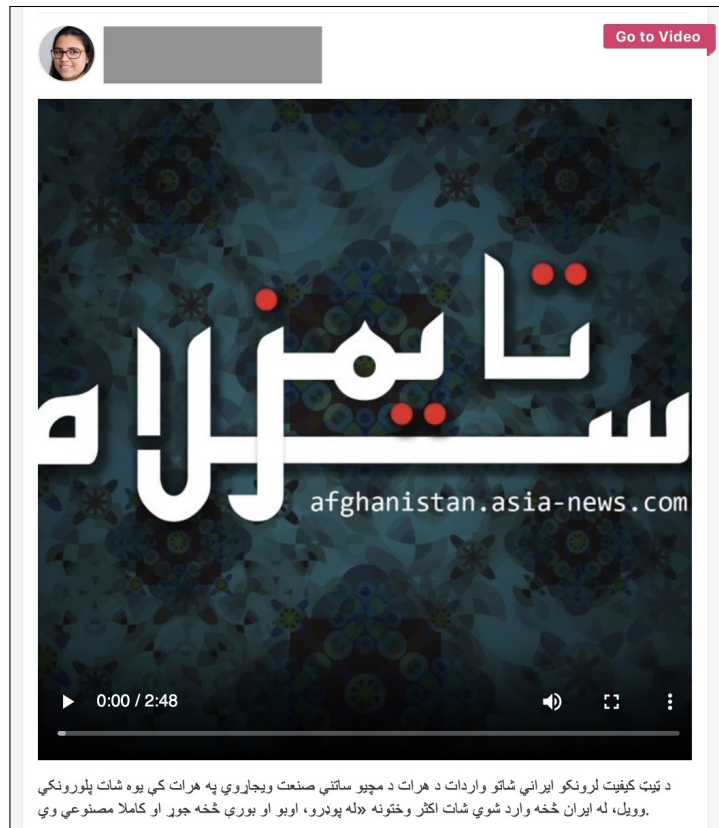 Go to Video
تایمز
سلام
afghanistan.asia-news.com
0:00 / 2:48
د ټيټ کيفيت لرونکو ايراني شاتو واردات د هرات د مچيو ساتنې صنعت ويجاړوي په هرات کې يوه شات پلورونکي
وويل، له ايران څخه وارد شوي شات اکثر وختونه «له پوډرو، اوبو او بورې څخه جوړ او کاملا مصنوعي وي.